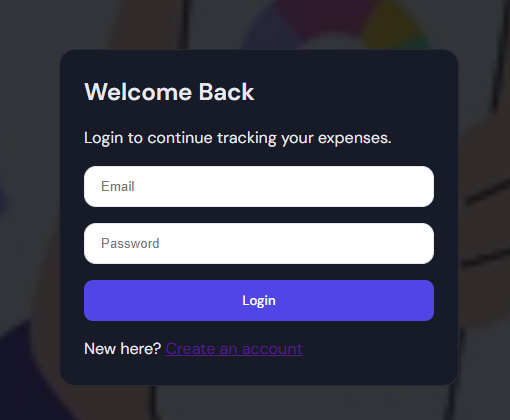 Welcome Back
Login to continue tracking your expenses.
Email
Password
Login
New here? Create an account